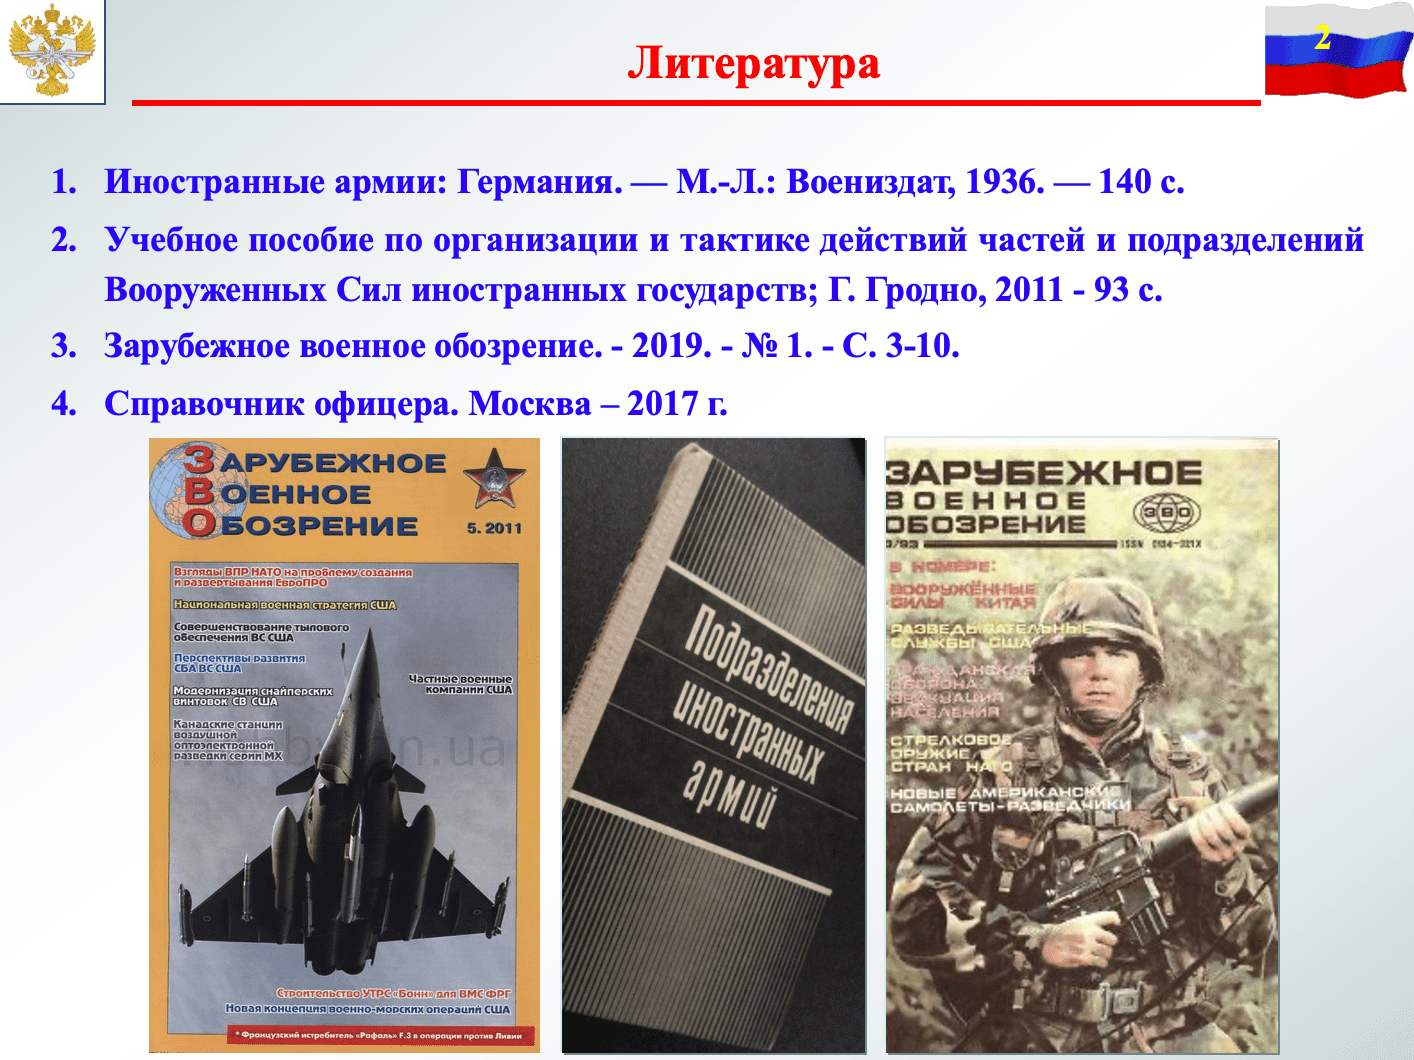 2
Литература
1. Иностранные армии: Германия. — М.-Л.: Воениздат, 1936. — 140 с.
2. Учебное пособие по организации и тактике действий частей и подразделений
Вооруженных Сил иностранных государств; Г. Гродно, 2011 - 93 с.
3. Зарубежное военное обозрение. - 2019. - № 1. - С. 3-10.
4. Справочник офицера. Москва – 2017 г.
ЗАРУБЕЖНОЕ
ВОЕННОЕ
ОБОЗРЕНИЕ
5. 2011
Взгляды ВПР НАТО на проблему создания
и развертывания ЕвроПРО
Национальная военная стратегия США
Совершенствование тылового
обеспечения ВС США
Перспективы развития
СБА ВС США
Частные военные
компании США
Модернизация снайперских
винтовок СВ США
Канадские станции
воздушной
оптоэлектронной
разведки серии МХ
.ua
Строительство УТРС «Бонн» для ВМС ФРГ
Новая концепция военно-морских операций США
* Французский истребитель «Рафаль» F.3 в операции против Ливии
Подразделения
иностранных
армий
ЗАРУБЕЖНОЕ
ВОЕННОЕ
ОБОЗРЕНИЕ
ЗВО
/93 ISSN 0134-921X
В НОМЕРЕ:
ВООРУЖЁННЫЕ
СИЛЫ КИТАЯ
РАЗВЕДЫВАТЕЛЬНЫЕ
СЛУЖБЫ США
ГРАЖДАНСКАЯ
ОБОРОНА:
ЭВАКУАЦИЯ
НАСЕЛЕНИЯ
СТРЕЛКОВОЕ
ОРУЖИЕ
СТРАН НАТО
НОВЫЕ АМЕРИКАНСКИЕ
САМОЛЕТЫ-РАЗВЕДЧИКИ